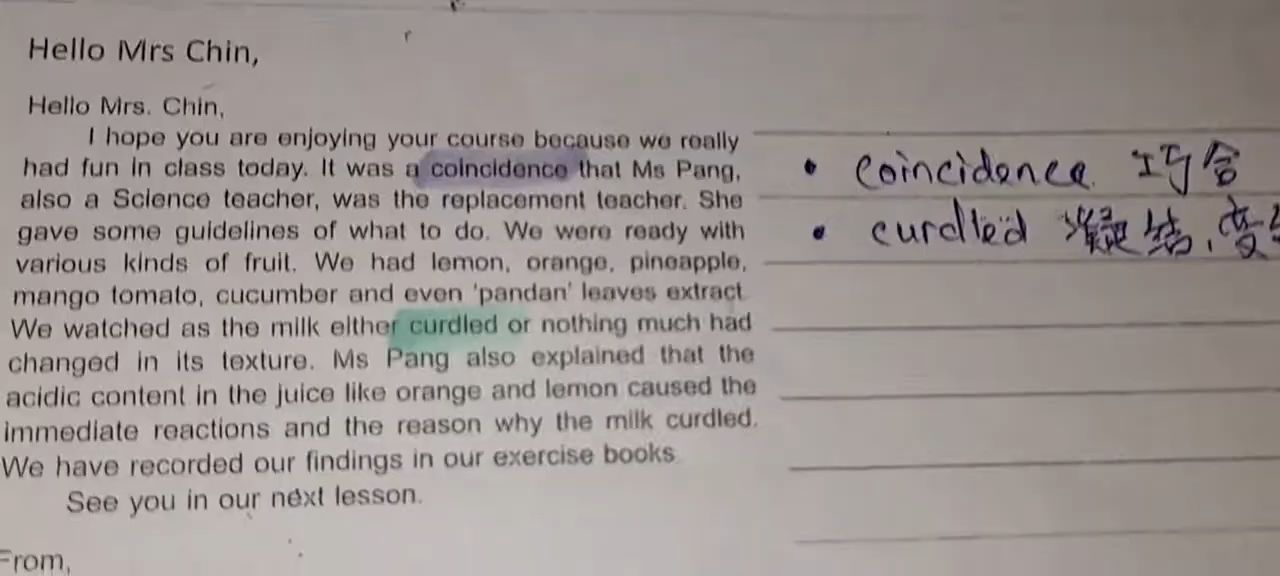 Hello Mrs Chin,
Hello Mrs. Chin,
I hope you are enjoying your course because we really
had fun in class today. It was a coincidence that Ms Pang,
also a Science teacher, was the replacement teacher. She
gave some guidelines of what to do. We were ready with
various kinds of fruit. We had lemon, orange, pineapple,
mango tomato, cucumber and even 'pandan' leaves extract
We watched as the milk either curdled or nothing much had
changed in its texture. Ms Pang also explained that the
acidic content in the juice like orange and lemon caused the
immediate reactions and the reason why the milk curdled.
We have recorded our findings in our exercise books
See you in our next lesson.
From,
• coincidence 巧合
• curdled 凝结,变